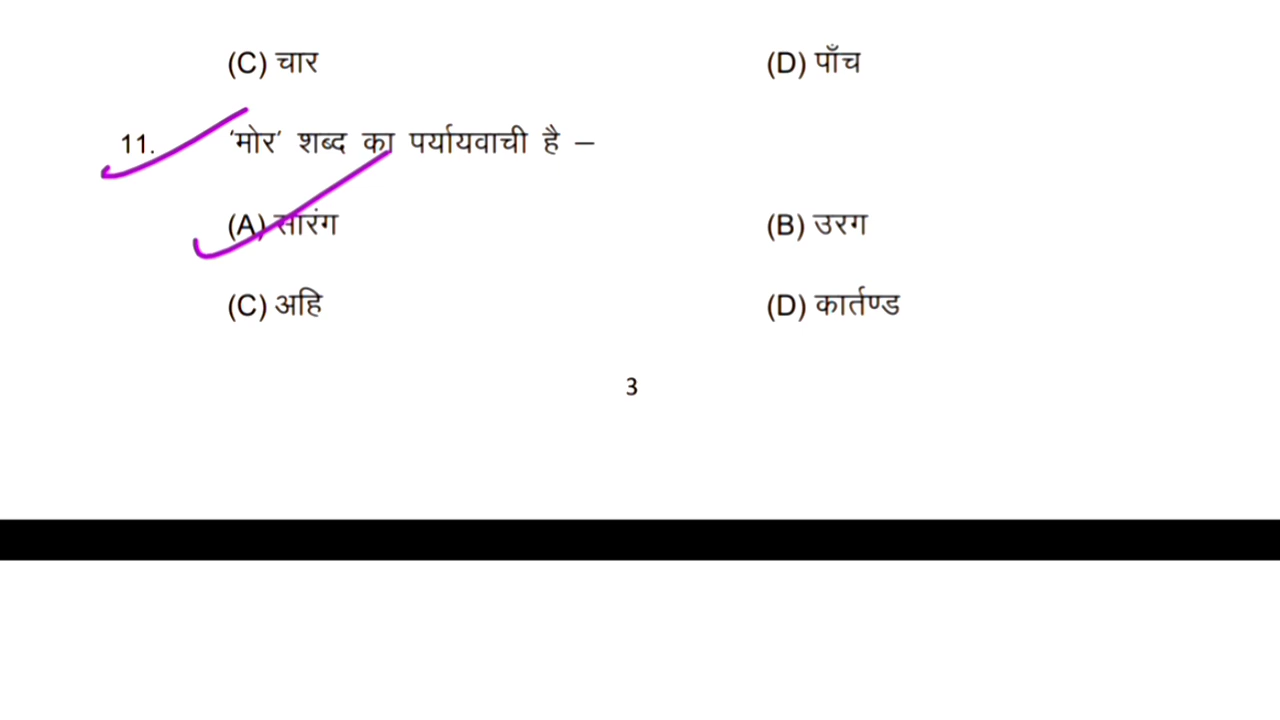 (C) चार (D) पाँच
11. 'मोर' शब्द का पर्यायवाची है –
(A) सारंग (B) उरग
(C) अहि (D) कार्तण्ड
3